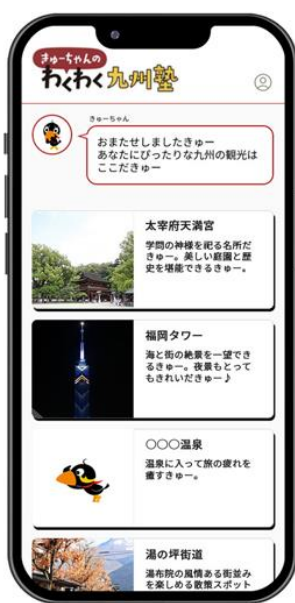 きゅーちゃんの
わくわく九州塾
きゅーちゃん
おまたせしましたきゅー
あなたにぴったりな九州の観光は
ここだきゅー
太宰府天満宮
学問の神様を祀る名所だ
きゅー。美しい庭園と歴
史を堪能できるきゅー。
福岡タワー
海と街の絶景を一望でき
るきゅー。夜景もとって
もきれいだきゅー♪
〇〇〇温泉
温泉に入って旅の疲れを
癒すきゅー。
湯の坪街道
湯布院の風情ある街並み
を楽しめる散策スポット